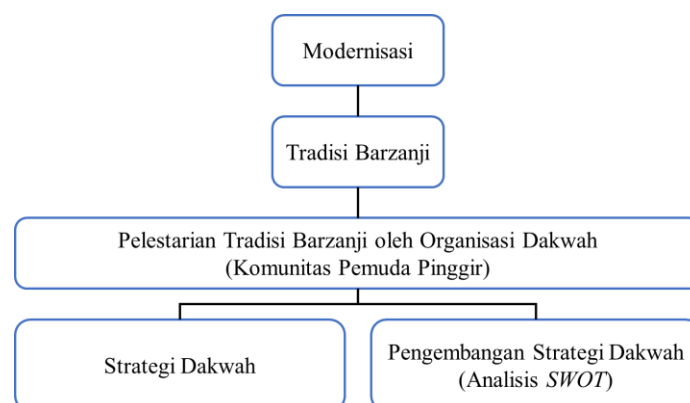 Modernisasi
Tradisi Barzanji
Pelestarian Tradisi Barzanji oleh Organisasi Dakwah
(Komunitas Pemuda Pinggir)
Strategi Dakwah
Pengembangan Strategi Dakwah
(Analisis SWOT)